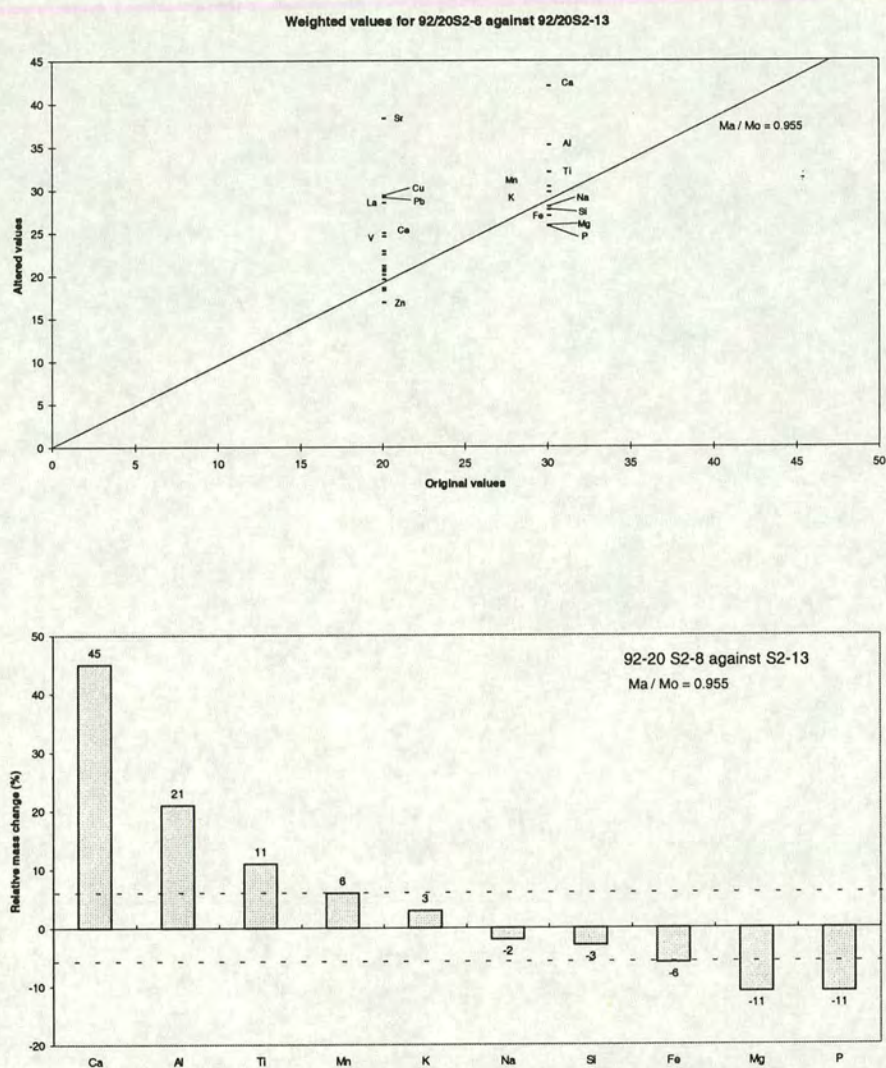 Weighted values for 92/20S2-8 against 92/20S2-13
45
40
35
30
25
20
15
10
5
0
Altered values
Ca
Sr
Ma / Mo = 0.955
Al
Ti
Mn
Cu
K
Na
La
Pb
Si
Fe
Mg
V
Ce
P
Zn
0 5 10 15 20 25 30 35 40 45 50
Original values
50
40
30
20
10
0
-10
-20
Relative mass change (%)
92-20 S2-8 against S2-13
Ma / Mo = 0.955
45
21
11
6
3
-2
-3
-6
-11
-11
Ca Al Ti Mn K Na Si Fe Mg P